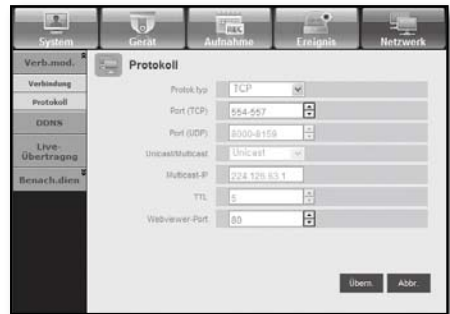 System Gerät Aufnahme Ereignis Netzwerk
Verb.mod.
Verbindung
Protokoll
DDNS
Live-Übertragng
Benach.dien
Protokoll
Protok.typ TCP
Port (TCP) 554-557
Port (UDP) 8000-8159
Unicast/Multicast Unicast
Multicast-IP 224.126.63.1
TTL 5
Webviewer-Port 80
Übern. Abbr.